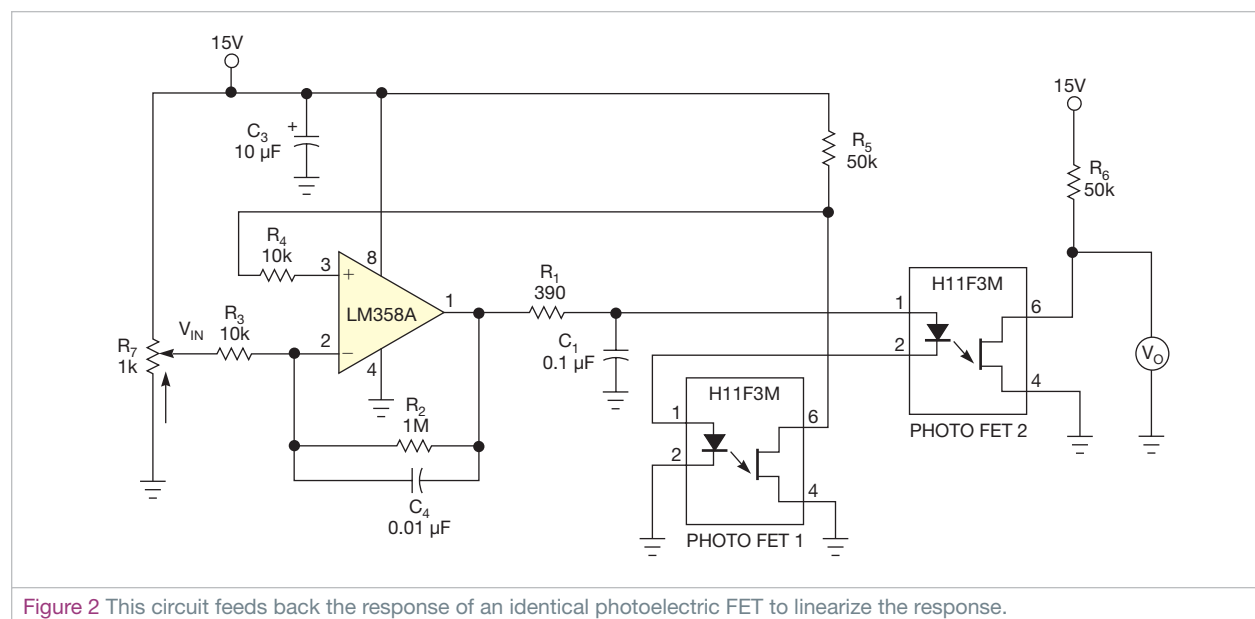 15V
15V
C3
10 µF
+
R5
50k
R6
50k
R4
10k
3
+
8
LM358A
1
R1
390
VIN
R3
10k
2
−
4
R7
1k
C1
0.1 µF
R2
1M
C4
0.01 µF
H11F3M
1
2
6
4
PHOTO FET 2
VO
H11F3M
1
2
6
4
PHOTO FET 1
Figure 2 This circuit feeds back the response of an identical photoelectric FET to linearize the response.